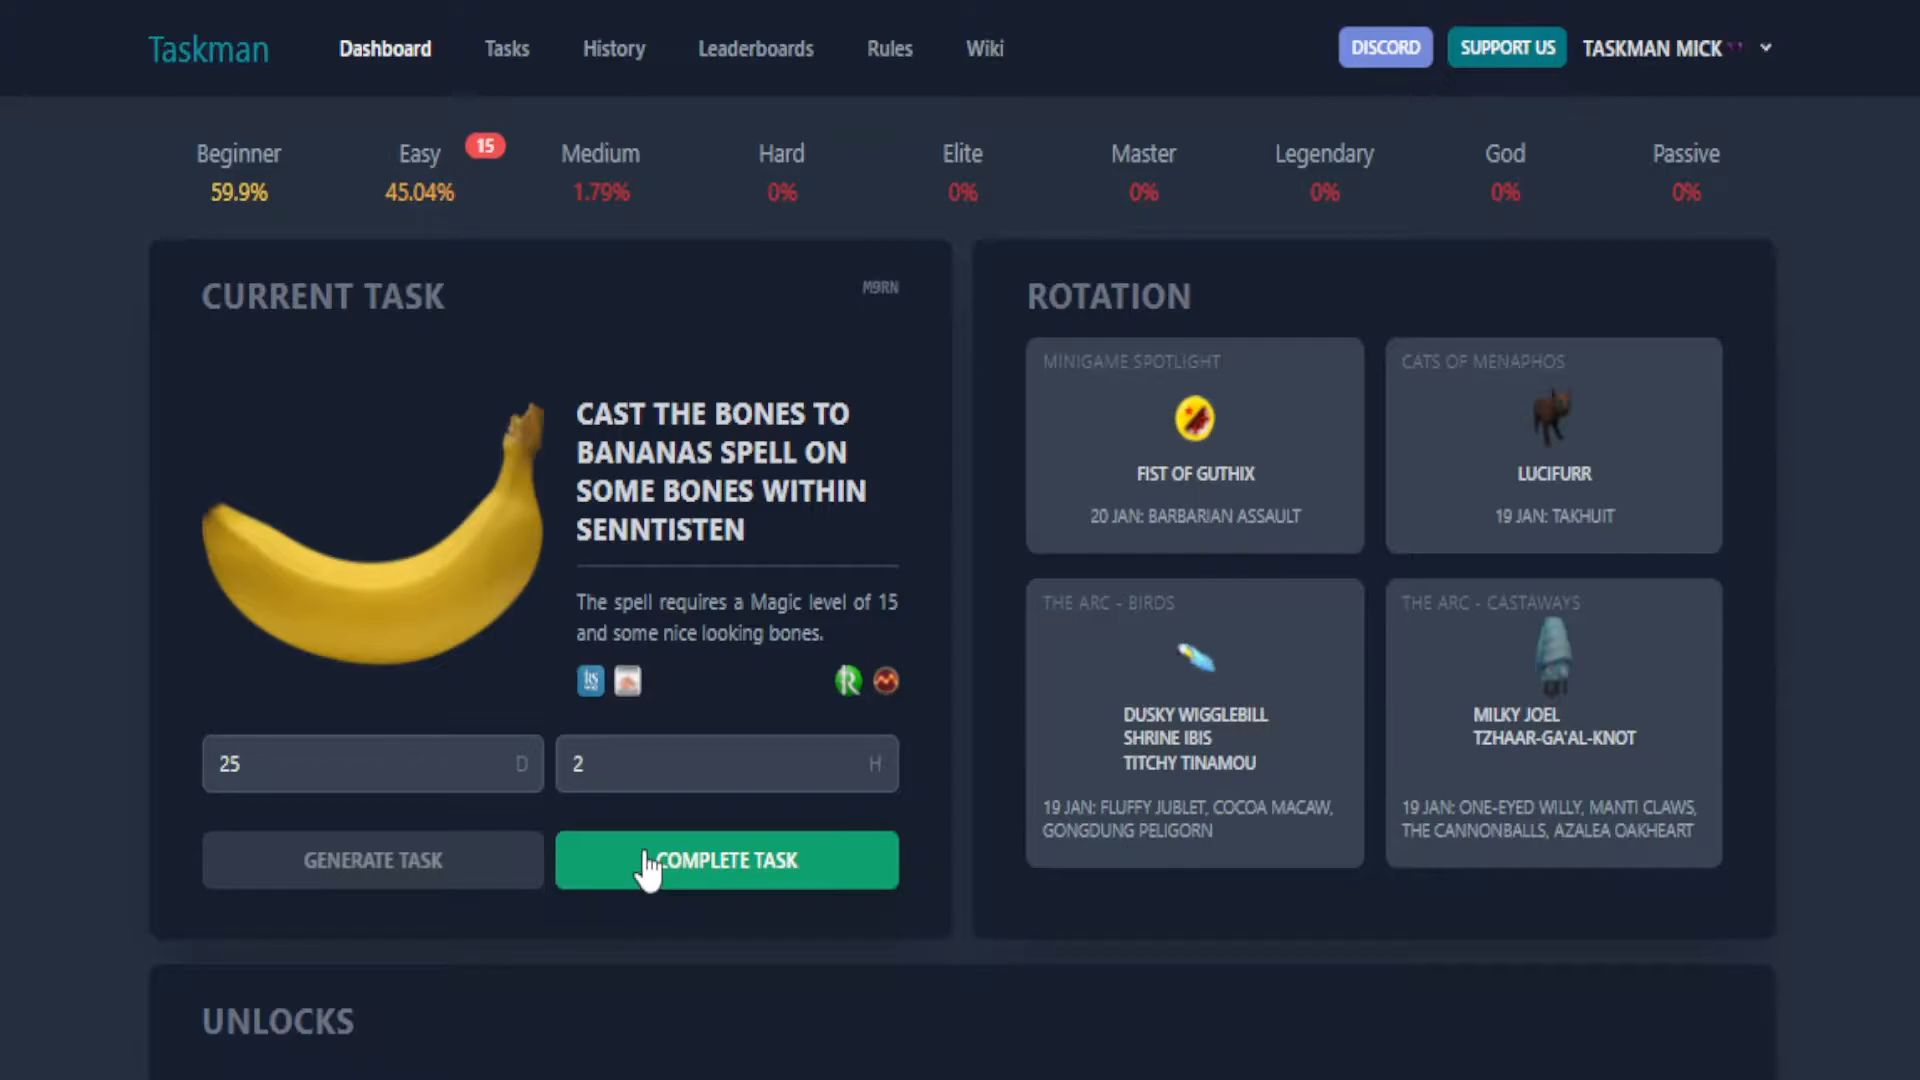 Taskman
Dashboard
Tasks
History
Leaderboards
Rules
Wiki
DISCORD
SUPPORT US
TASKMAN MICK
Beginner
59.9%
Easy
15
45.04%
Medium
1.79%
Hard
0%
Elite
0%
Master
0%
Legendary
0%
God
0%
Passive
0%
CURRENT TASK
M9RN
CAST THE BONES TO
BANANAS SPELL ON
SOME BONES WITHIN
SENNTISTEN
The spell requires a Magic level of 15
and some nice looking bones.
25
D
2
H
GENERATE TASK
COMPLETE TASK
ROTATION
MINIGAME SPOTLIGHT
FIST OF GUTHIX
20 JAN: BARBARIAN ASSAULT
CATS OF MENAPHOS
LUCIFURR
19 JAN: TAKHUIT
THE ARC - BIRDS
DUSKY WIGGLEBILL
SHRINE IBIS
TITCHY TINAMOU
19 JAN: FLUFFY JUBLET, COCOA MACAW,
GONGDUNG PELIGORN
THE ARC - CASTAWAYS
MILKY JOEL
TZHAAR-GA'AL-KNOT
19 JAN: ONE-EYED WILLY, MANTI CLAWS,
THE CANNONBALLS, AZALEA OAKHEART
UNLOCKS